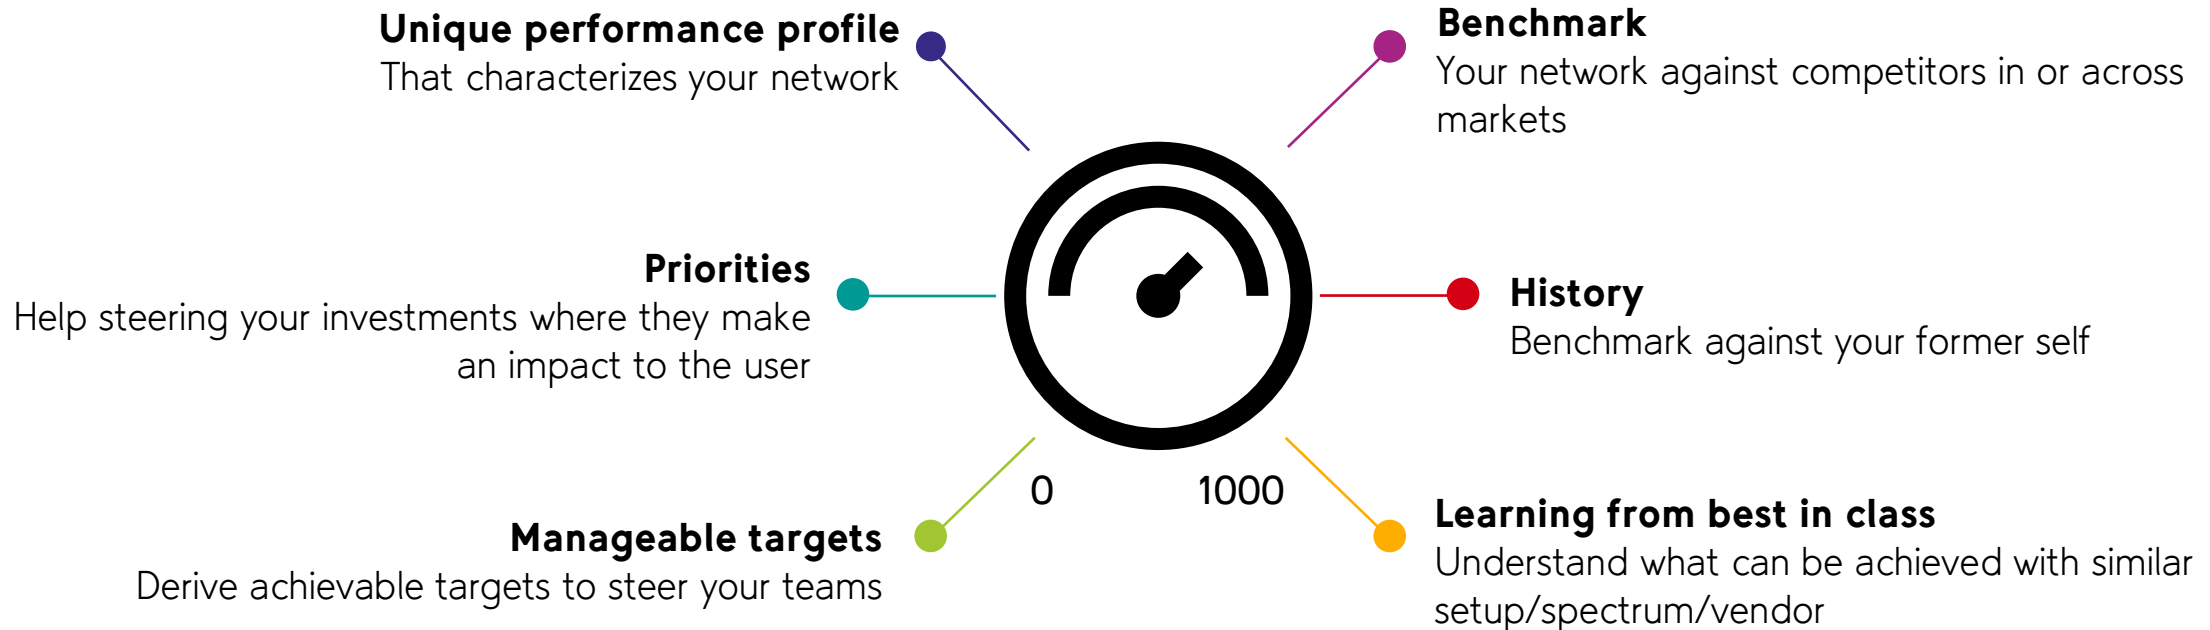 Unique performance profile
That characterizes your network
Benchmark
Your network against competitors in or across
markets
Priorities
Help steering your investments where they make
an impact to the user
History
Benchmark against your former self
0
1000
Manageable targets
Derive achievable targets to steer your teams
Learning from best in class
Understand what can be achieved with similar
setup/spectrum/vendor